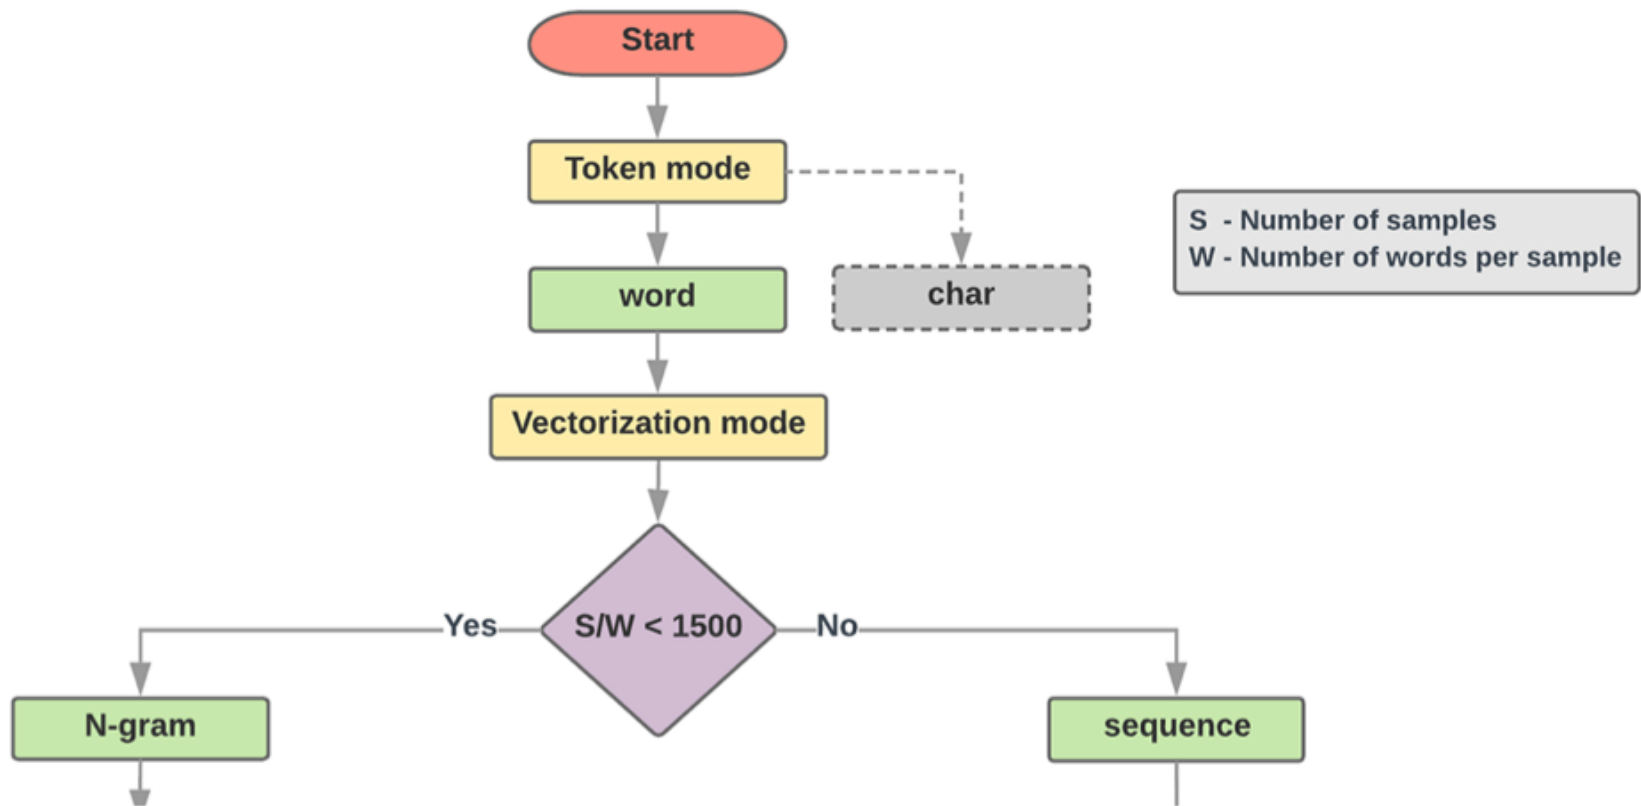 Start
Token mode
S - Number of samples
W - Number of words per sample
word
char
Vectorization mode
Yes
S/W < 1500
No
N-gram
sequence